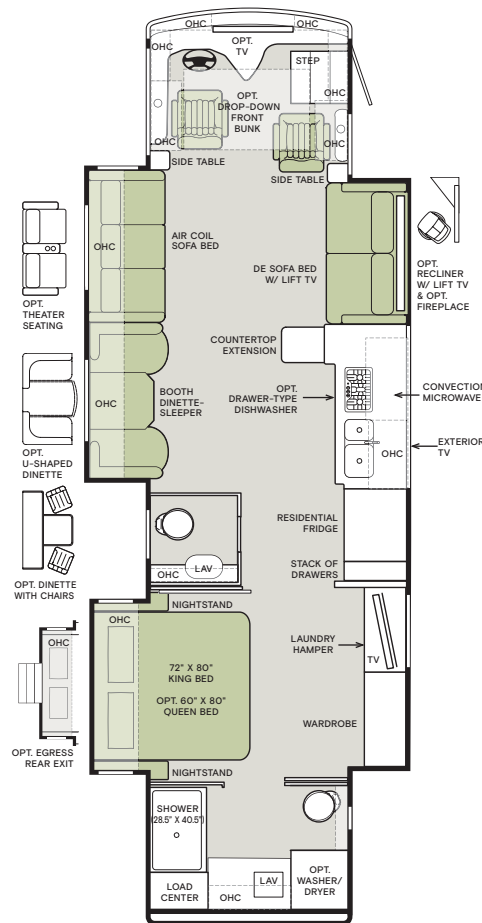 OHC
OHC
OHC
OPT.
TV
STEP
OHC
OPT.
DROP-DOWN
FRONT
BUNK
OHC
OHC
SIDE TABLE
SIDE TABLE
OHC
AIR COIL
SOFA BED
DE SOFA BED
W/ LIFT TV
OPT.
THEATER
SEATING
OPT.
RECLINER
W/ LIFT TV
& OPT.
FIREPLACE
COUNTERTOP
EXTENSION
OHC
BOOTH
DINETTE-
SLEEPER
OPT.
DRAWER-TYPE
DISHWASHER
CONVECTION
MICROWAVE
EXTERIOR
TV
OHC
OPT.
U-SHAPED
DINETTE
RESIDENTIAL
FRIDGE
STACK OF
DRAWERS
OHC
LAV
OPT. DINETTE
WITH CHAIRS
NIGHTSTAND
OHC
OHC
LAUNDRY
HAMPER
TV
72" X 80"
KING BED
OPT. 60" X 80"
QUEEN BED
WARDROBE
OPT. EGRESS
REAR EXIT
NIGHTSTAND
SHOWER
(28.5" X 40.5")
LOAD
CENTER
OHC
LAV
OPT.
WASHER/
DRYER